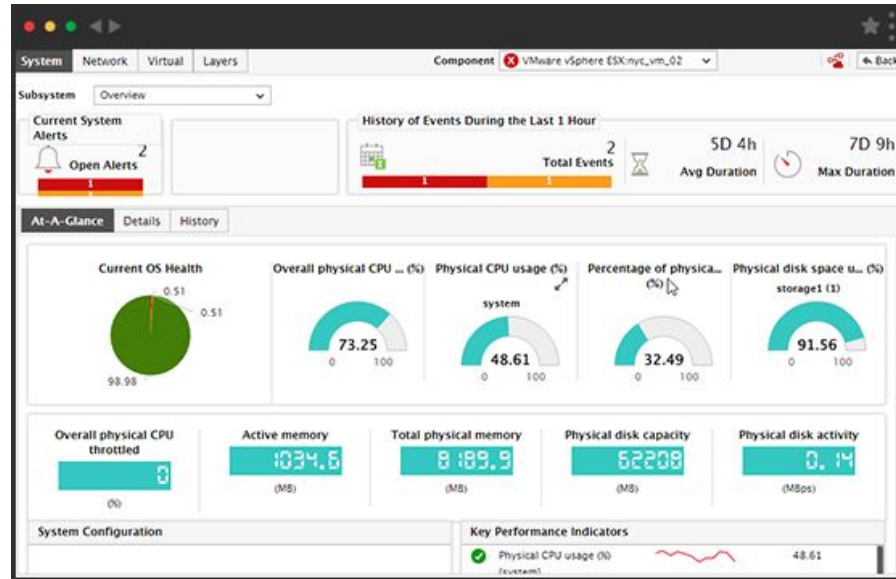 System Network Virtual Layers Component VMware vSphere ESX:nyc_vm_02 Back
Subsystem Overview
Current System Alerts
2
Open Alerts
1
1
History of Events During the Last 1 Hour
2
Total Events
1 1
5D 4h
Avg Duration
7D 9h
Max Duration
At-A-Glance Details History
Current OS Health
0.51
0.51
98.98
Overall physical CPU ... (%)
73.25
0 100
Physical CPU usage (%)
system
48.61
0 100
Percentage of physica...
(%)
32.49
0 100
Physical disk space u... (%)
storage1 (1)
91.56
0 100
Overall physical CPU
throttled
0
(%)
Active memory
1034.6
(MB)
Total physical memory
8189.9
(MB)
Physical disk capacity
62208
(MB)
Physical disk activity
0.14
(MBps)
System Configuration
Key Performance Indicators
Physical CPU usage (%) 48.61
(system)